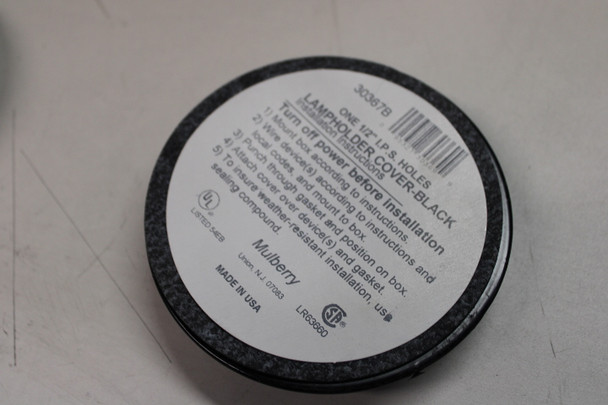 30367B
ONE 1/2" I.P.S. HOLES
LAMPHOLDER COVER-BLACK
Installation Instructions
Turn off power before installation
1) Mount box according to instructions.
2) Wire device(s) according to instructions and
local codes, and mount to box.
3) Punch through gasket and position on box.
4) Attach cover over device(s) and gasket.
5) To insure weather-resistant installation, use
sealing compound.
UL
LISTED 54EB
Mulberry
Union, N.J. 07083
MADE IN USA
LR63660
SA